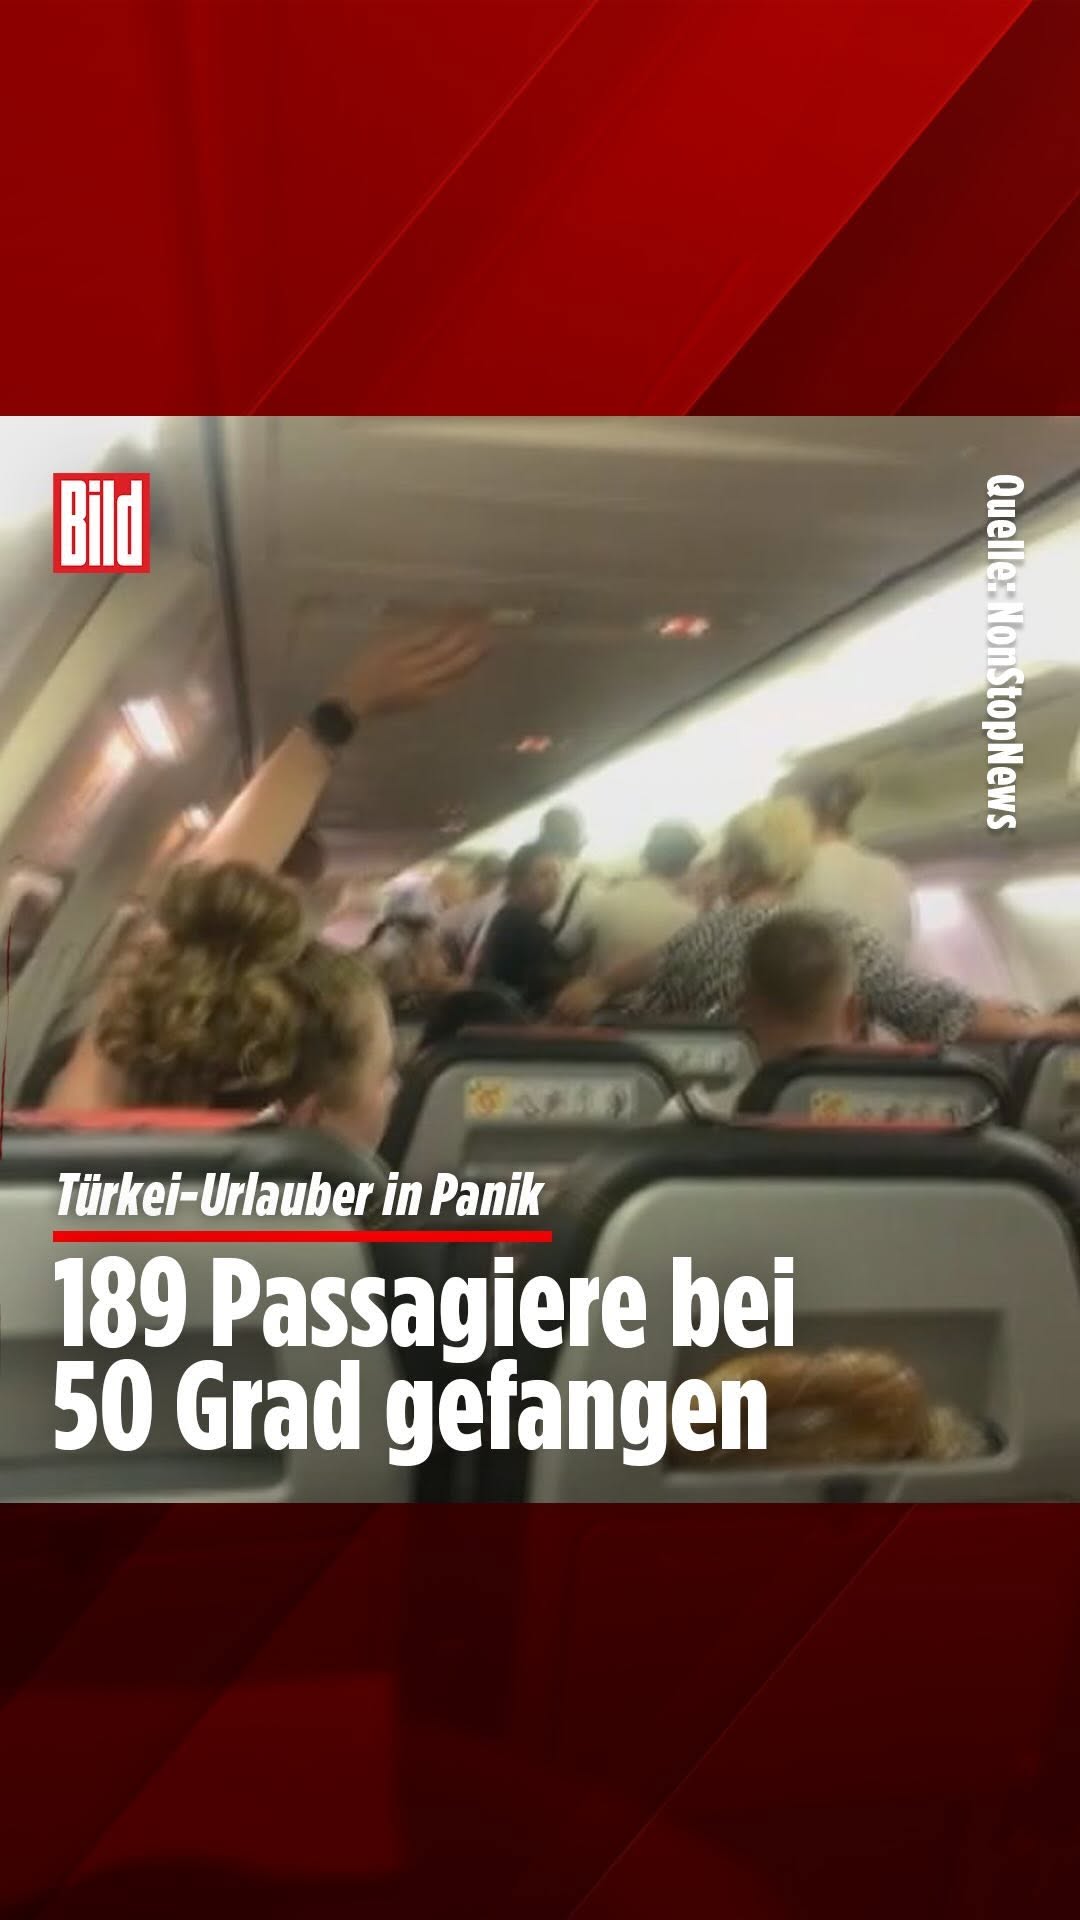 Bild
Quelle: NonStopNews
Türkei-Urlauber in Panik
189 Passagiere bei
50 Grad gefangen